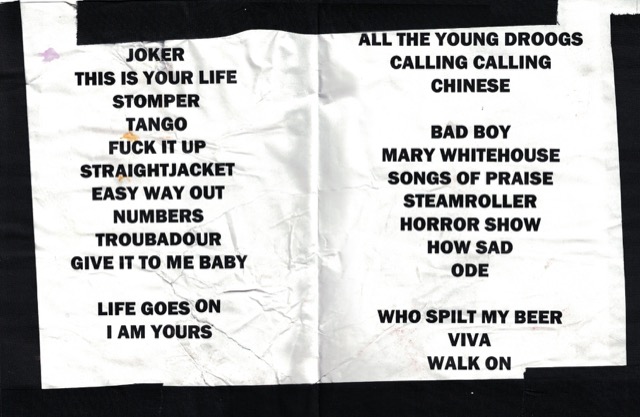 JOKER
THIS IS YOUR LIFE
STOMPER
TANGO
FUCK IT UP
STRAIGHTJACKET
EASY WAY OUT
NUMBERS
TROUBADOUR
GIVE IT TO ME BABY
LIFE GOES ON
I AM YOURS
ALL THE YOUNG DROOGS
CALLING CALLING
CHINESE
BAD BOY
MARY WHITEHOUSE
SONGS OF PRAISE
STEAMROLLER
HORROR SHOW
HOW SAD
ODE
WHO SPILT MY BEER
VIVA
WALK ON